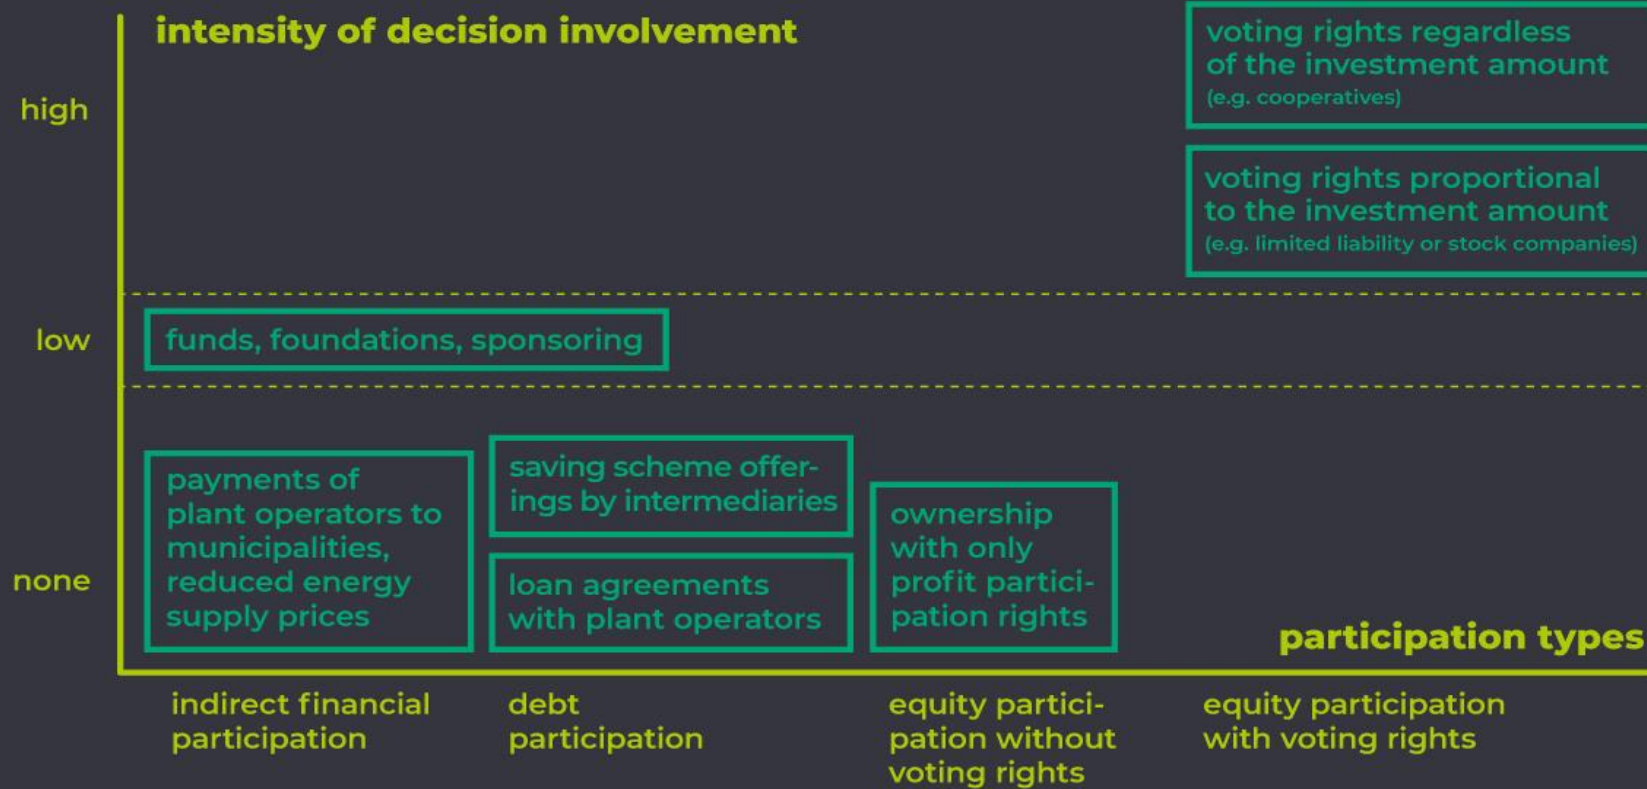 intensity of decision involvement
high
voting rights regardless
of the investment amount
(e.g. cooperatives)
voting rights proportional
to the investment amount
(e.g. limited liability or stock companies)
low
funds, foundations, sponsoring
none
payments of
plant operators to
municipalities,
reduced energy
supply prices
saving scheme offer-
ings by intermediaries
loan agreements
with plant operators
ownership
with only
profit partici-
pation rights
participation types
indirect financial
participation
debt
participation
equity partici-
pation without
voting rights
equity participation
with voting rights